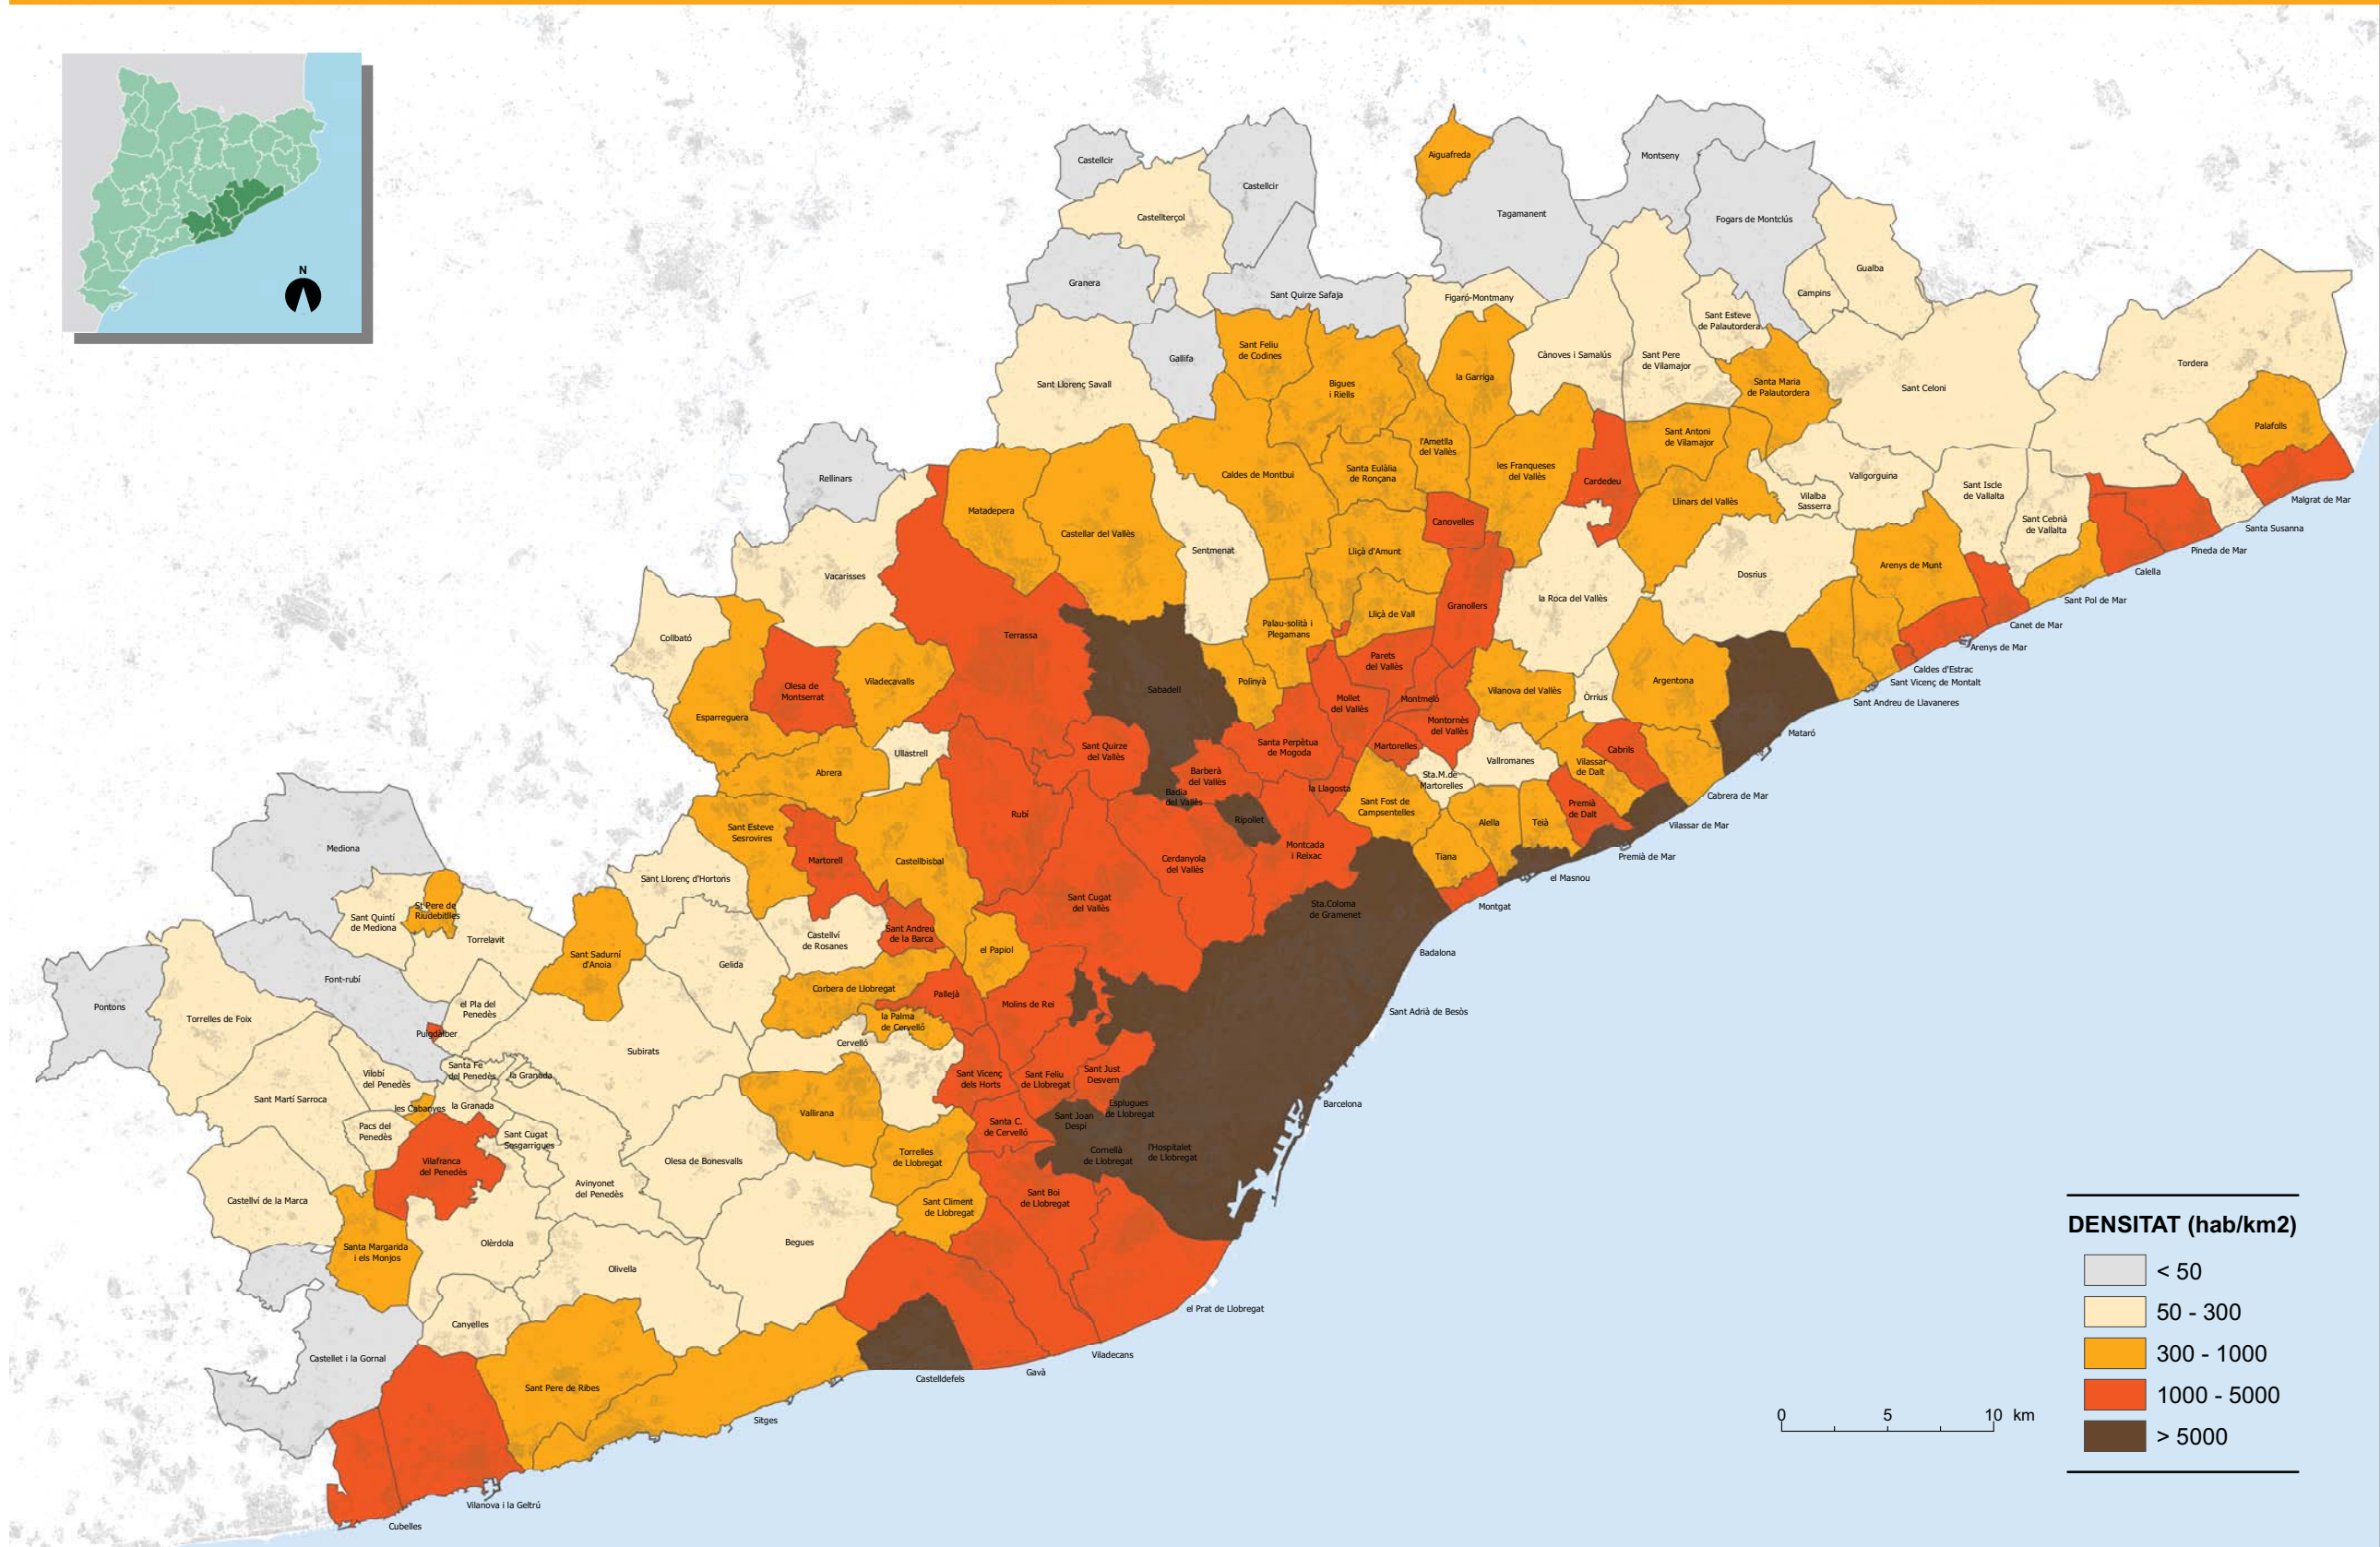 N
Castellcir
Castellcir
Castellterçol
Granera
Gallifa
Sant Quirze Safaja
Aiguafreda
Tagamanent
Montseny
Fogars de Montclús
Gualba
Campins
Figaró-Montmany
Sant Esteve
de Palautordera
Sant Feliu
de Codines
Bigues
i Riells
la Garriga
Cànoves i Samalús
Sant Pere
de Vilamajor
Santa Maria
de Palautordera
Sant Celoni
Tordera
Palafolls
Malgrat de Mar
Sant Llorenç Savall
Rellinars
Matadepera
Castellar del Vallès
Sentmenat
Caldes de Montbui
Santa Eulàlia
de Ronçana
l'Ametlla
del Vallès
les Franqueses
del Vallès
Cardedeu
Sant Antoni
de Vilamajor
Llinars del Vallès
Vilalba
Sasserra
Vallgorguina
Sant Iscle
de Vallalta
Sant Cebrià
de Vallalta
Santa Susanna
Pineda de Mar
Calella
Sant Pol de Mar
Canet de Mar
Arenys de Mar
Caldes d'Estrac
Sant Vicenç de Montalt
Sant Andreu de Llavaneres
Mataró
Canovelles
Lliçà d'Amunt
Lliçà de Vall
Granollers
la Roca del Vallès
Dosrius
Arenys de Munt
Vacarisses
Collbató
Terrassa
Palau-solità i
Plegamans
Olesa de
Montserrat
Viladecavalls
Esparreguera
Sabadell
Polinyà
Parets
del Vallès
Mollet
del Vallès
Montmeló
Montornès
del Vallès
Vilanova del Vallès
Òrrius
Argentona
Ullastrell
Abrera
Sant Quirze
del Vallès
Barberà
del Vallès
Badia
del Vallès
Santa Perpètua
de Mogoda
Martorelles
la Llagosta
Sta.M.de
Martorelles
Vallromanes
Vilassar
de Dalt
Cabrils
Cabrera de Mar
Vilassar de Mar
Premià de Mar
el Masnou
Montgat
Badalona
Sant Adrià de Besòs
Barcelona
Premià
de Dalt
Teià
Alella
Tiana
Sant Fost de
Campsentelles
Ripollet
Montcada
i Reixac
Cerdanyola
del Vallès
Rubí
Sant Cugat
del Vallès
Sta.Coloma
de Gramenet
Sant Esteve
Sesrovires
Martorell
Castellbisbal
Mediona
Sant Llorenç d'Hortons
Sant Quintí
de Mediona
St Pere de
Riudebitlles
Torrelavit
Sant Sadurní
d'Anoia
Castellví
de Rosanes
Sant Andreu
de la Barca
el Papiol
Gelida
Corbera de Llobregat
Pallejà
Molins de Rei
la Palma
de Cervelló
Cervelló
Font-rubí
Pontons
Torrelles de Foix
el Pla del
Penedès
Puigdàlber
Subirats
Santa Fe
del Penedès
la Granada
Vilobí
del Penedès
les Cabanyes
la Granada
Sant Martí Sarroca
Pacs del
Penedès
Sant Cugat
Sesgarrigues
Vilafranca
del Penedès
Vallirana
Sant Vicenç
dels Horts
Sant Feliu
de Llobregat
Sant Just
Desvern
Esplugues
de Llobregat
Sant Joan
Despí
Santa C.
de Cervelló
Cornellà
de Llobregat
l'Hospitalet
de Llobregat
Torrelles
de Llobregat
Olesa de Bonesvalls
Avinyonet
del Penedès
Castellví de la Marca
Sant Climent
de Llobregat
Sant Boi
de Llobregat
Santa Margarida
i els Monjos
Olèrdola
Begues
Olivella
Canyelles
Castellet i la Gornal
Sant Pere de Ribes
el Prat de Llobregat
Viladecans
Gavà
Castelldefels
Sitges
Vilanova i la Geltrú
Cubelles
0 5 10 km
DENSITAT (hab/km2)
< 50
50 - 300
300 - 1000
1000 - 5000
> 5000